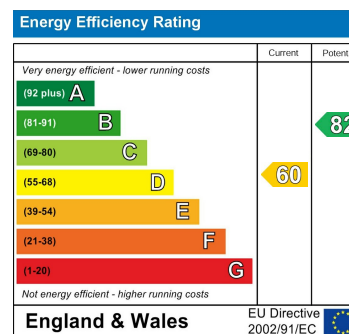 Energy Efficiency Rating
Current Potent
Very energy efficient - lower running costs
(92 plus) A
(81-91) B 82
(69-80) C
(55-68) D 60
(39-54) E
(21-38) F
(1-20) G
Not energy efficient - higher running costs
England & Wales
EU Directive
2002/91/EC